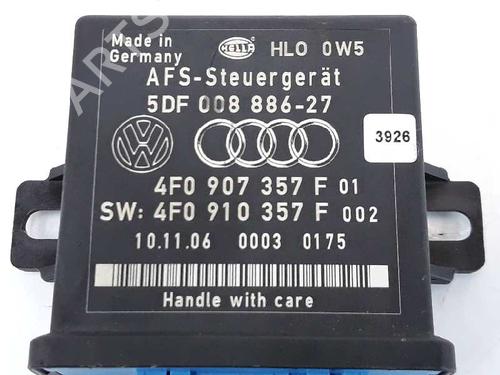 Made in
Germany
HELLA
HLO 0W5
AFS-Steuergerät
5DF 008 886-27
3926
4F0 907 357 F 01
SW: 4F0 910 357 F 002
10.11.06 0003 0175
Handle with care
PARTS